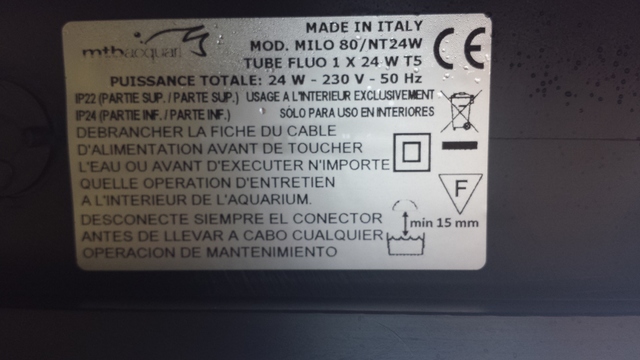 MADE IN ITALY
mtbacquari
MOD. MILO 80/NT24W
TUBE FLUO 1 X 24 W T5
PUISSANCE TOTALE: 24 W - 230 V - 50 Hz
IP22 (PARTIE SUP. / PARTE SUP.) USAGE A L'INTERIEUR EXCLUSIVEMENT
IP24 (PARTIE INF. / PARTE INF.) SÓLO PARA USO EN INTERIORES
DEBRANCHER LA FICHE DU CABLE
D'ALIMENTATION AVANT DE TOUCHER
L'EAU OU AVANT D'EXECUTER N'IMPORTE
QUELLE OPERATION D'ENTRETIEN
A L'INTERIEUR DE L'AQUARIUM.
DESCONECTE SIEMPRE EL CONECTOR
ANTES DE LLEVAR A CABO CUALQUIER
OPERACION DE MANTENIMIENTO
CE
F
min 15 mm